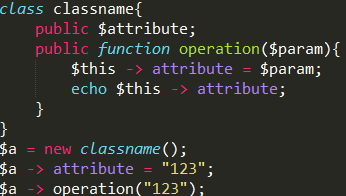 class classname{
    public $attribute;
    public function operation($param){
        $this -> attribute = $param;
        echo $this -> attribute;
    }
}
$a = new classname();
$a -> attribute = "123";
$a -> operation("123");